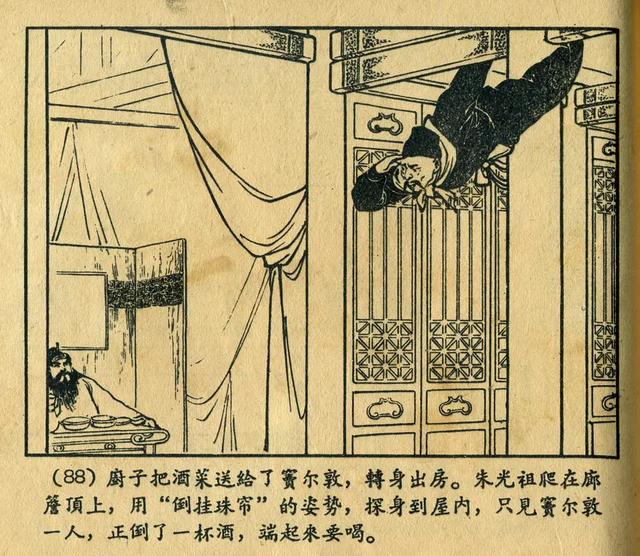 (88) 廚子把酒菜送給了竇尔敦，轉身出房。朱光祖爬在廊
簷頂上，用“倒挂珠帘”的姿势，探身到屋内，只見竇尔敦
一人，正倒了一杯酒，端起來要喝。